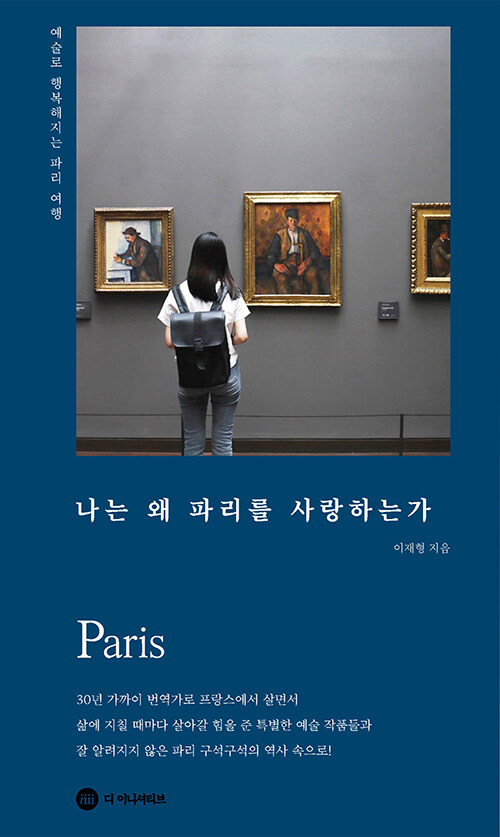 예술로 행복해지는 파리 여행
나는 왜 파리를 사랑하는가
이재형 지음
Paris
30년 가까이 번역가로 프랑스에서 살면서
삶에 지칠 때마다 살아갈 힘을 준 특별한 예술 작품들과
잘 알려지지 않은 파리 구석구석의 역사 속으로!
디 이니셔티브